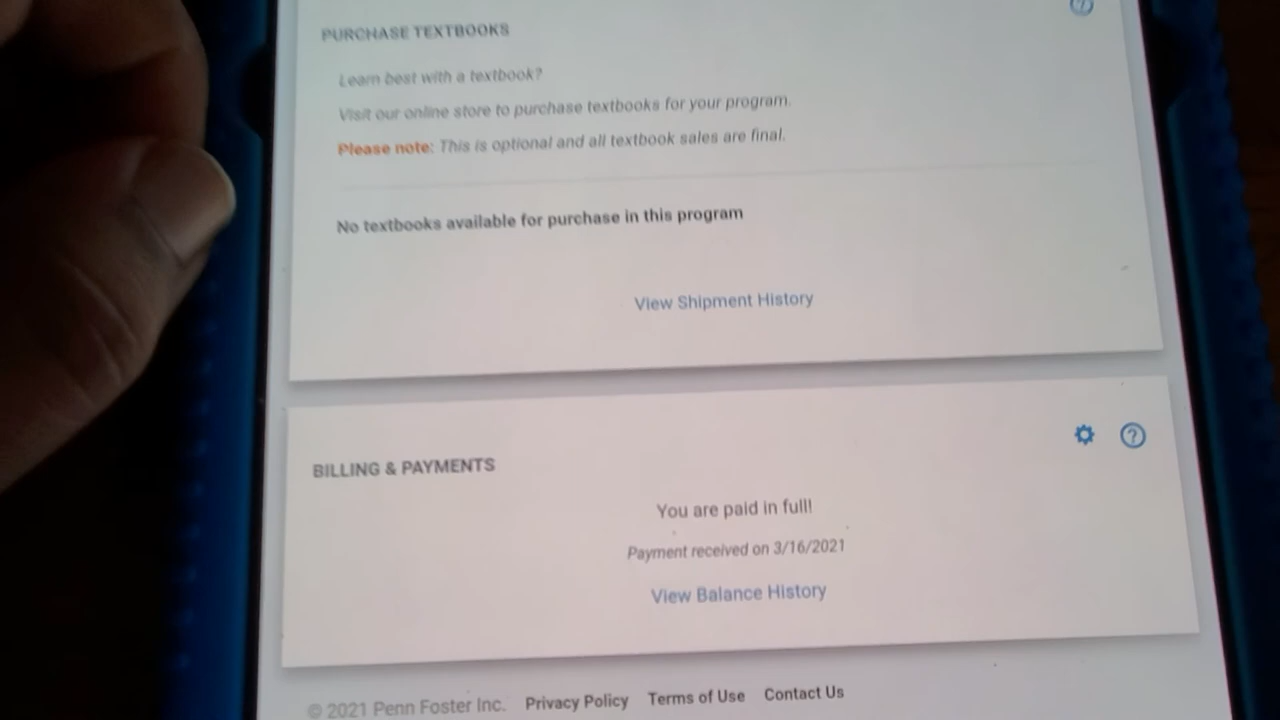 PURCHASE TEXTBOOKS
Learn best with a textbook?
Visit our online store to purchase textbooks for your program.
Please note: This is optional and all textbook sales are final.
No textbooks available for purchase in this program
View Shipment History
BILLING & PAYMENTS
You are paid in full!
Payment received on 3/16/2021
View Balance History
© 2021 Penn Foster Inc. Privacy Policy Terms of Use Contact Us